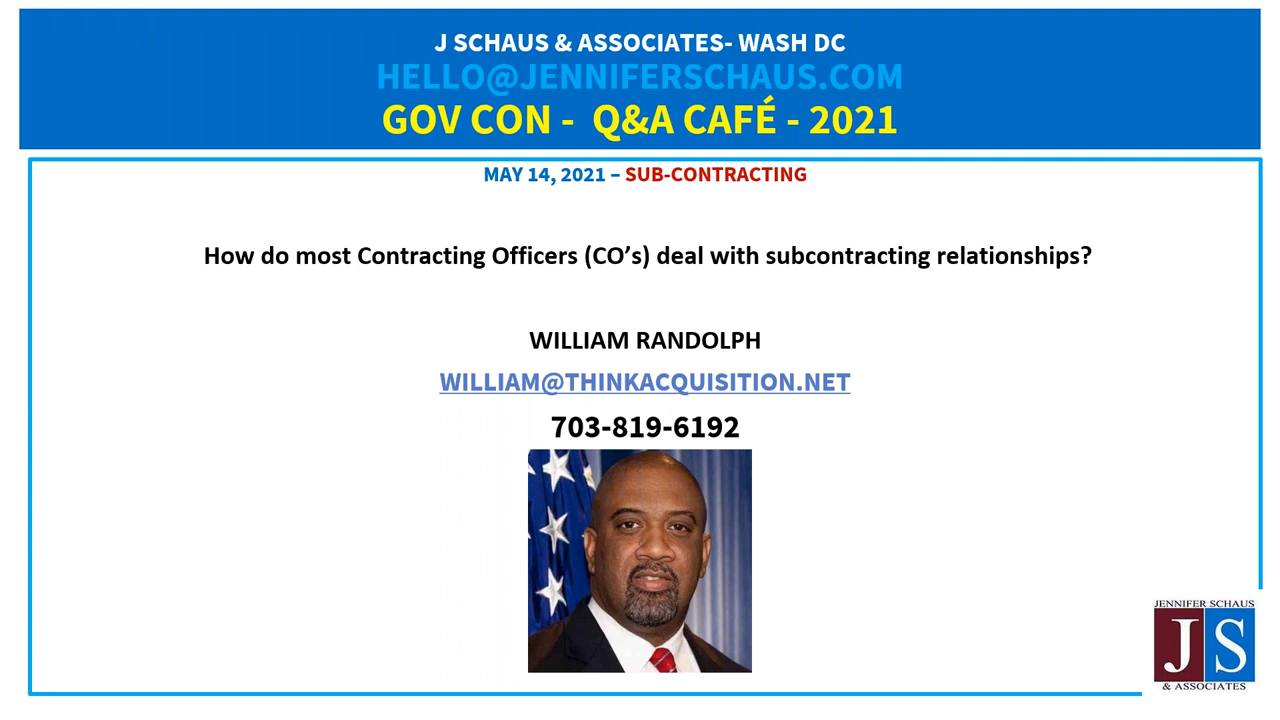 J SCHAUS & ASSOCIATES- WASH DC
HELLO@JENNIFERSCHAUS.COM
GOV CON -  Q&A CAFÉ - 2021
MAY 14, 2021 – SUB-CONTRACTING
How do most Contracting Officers (CO’s) deal with subcontracting relationships?
WILLIAM RANDOLPH
WILLIAM@THINKACQUISITION.NET
703-819-6192
JENNIFER SCHAUS
JS
& ASSOCIATES